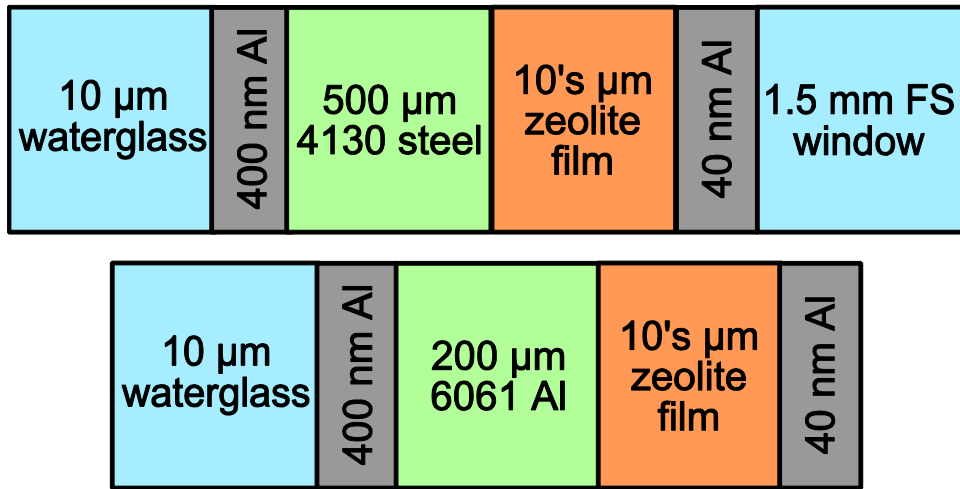 10 µm
waterglass
400 nm Al
500 µm
4130 steel
10's µm
zeolite
film
40 nm Al
1.5 mm FS
window
10 µm
waterglass
400 nm Al
200 µm
6061 Al
10's µm
zeolite
film
40 nm Al